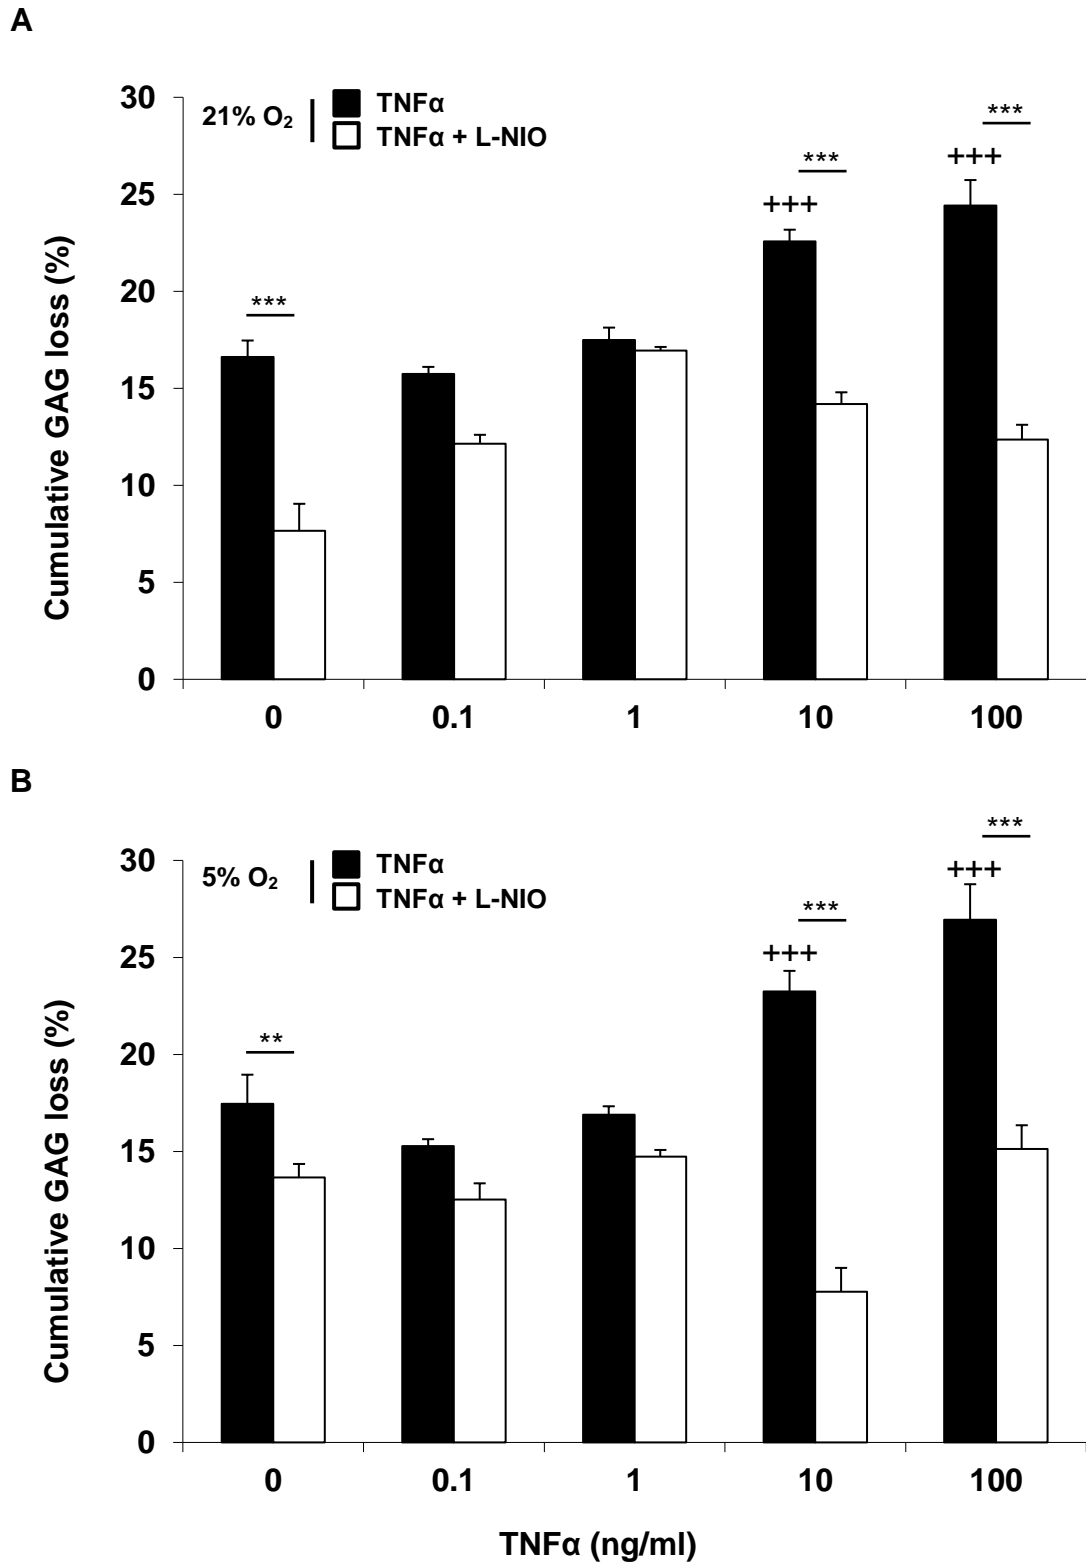 A
30
21% O₂
TNFα
TNFα + L-NIO
***
***
+++
+++
25
20
***
15
10
5
0
Cumulative GAG loss (%)
0 0.1 1 10 100
B
***
30
5% O₂
TNFα
TNFα + L-NIO
+++
***
+++
25
20
**
15
10
5
0
Cumulative GAG loss (%)
0 0.1 1 10 100
TNFα (ng/ml)